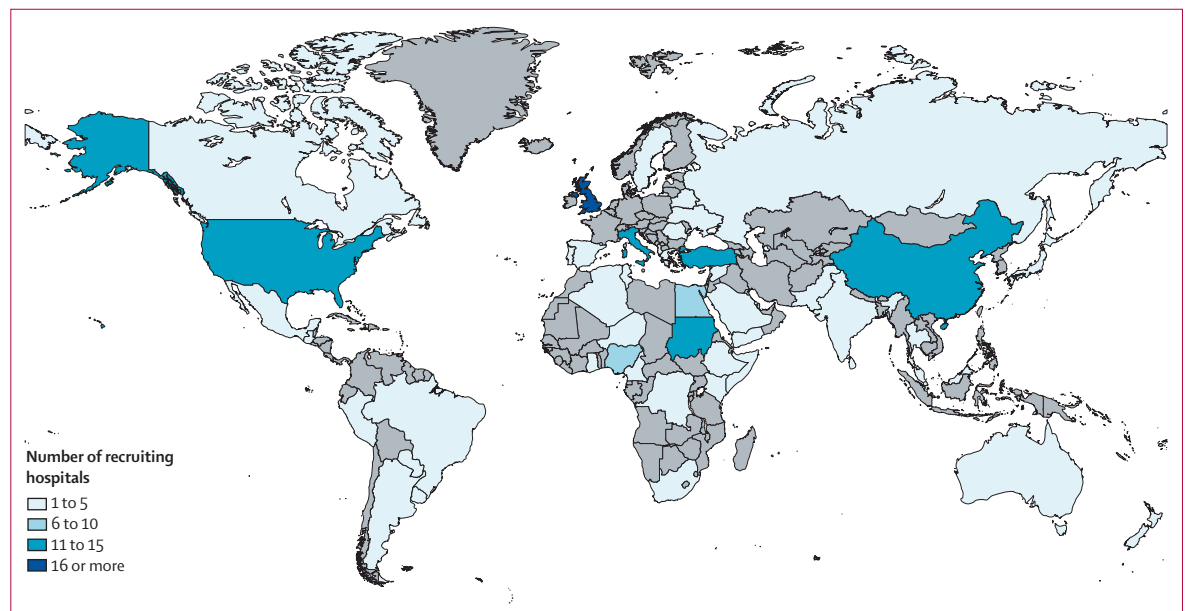 Number of recruiting
hospitals
1 to 5
6 to 10
11 to 15
16 or more